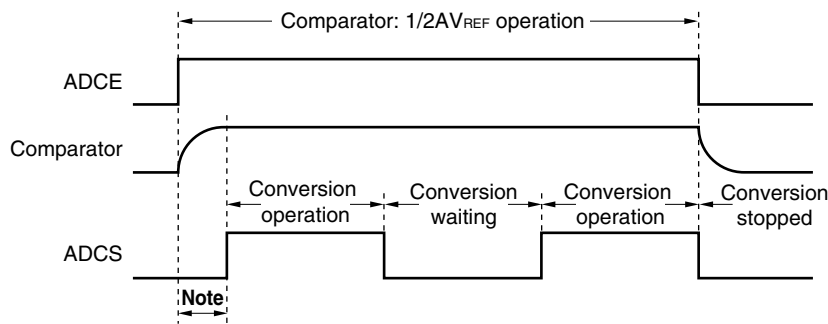 Comparator: 1/2AVREF operation
ADCE
Comparator
Conversion operation
Conversion waiting
Conversion operation
Conversion stopped
ADCS
Note